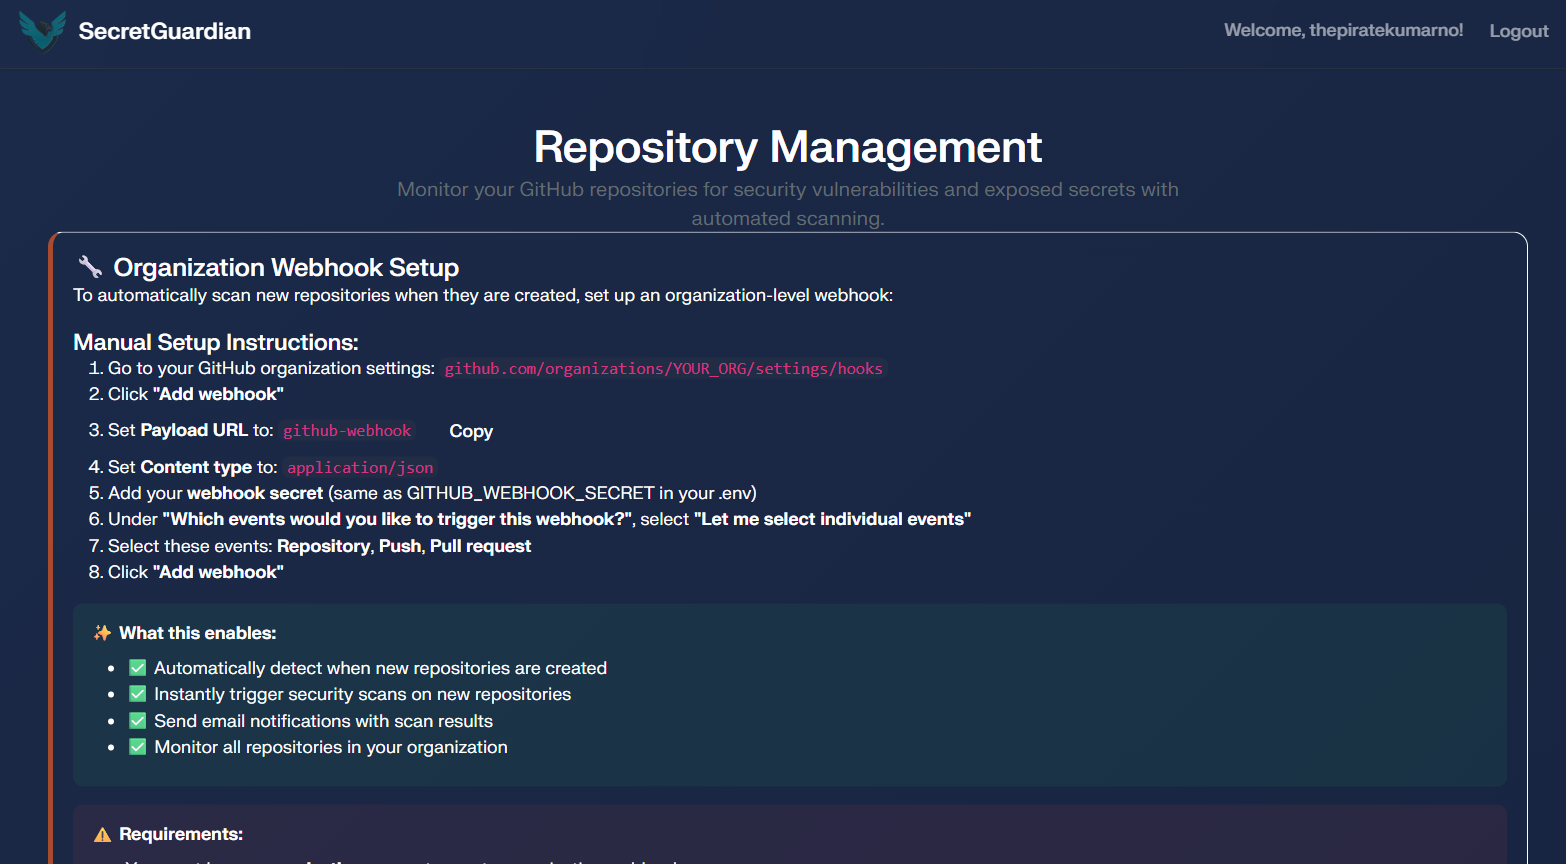 SecretGuardian
Welcome, thepiratekumarno!
Logout
Repository Management
Monitor your GitHub repositories for security vulnerabilities and exposed secrets with
automated scanning.
Organization Webhook Setup
To automatically scan new repositories when they are created, set up an organization-level webhook:
Manual Setup Instructions:
1. Go to your GitHub organization settings: github.com/organizations/YOUR_ORG/settings/hooks
2. Click "Add webhook"
3. Set Payload URL to: github-webhook Copy
4. Set Content type to: application/json
5. Add your webhook secret (same as GITHUB_WEBHOOK_SECRET in your .env)
6. Under "Which events would you like to trigger this webhook?", select "Let me select individual events"
7. Select these events: Repository, Push, Pull request
8. Click "Add webhook"
What this enables:
Automatically detect when new repositories are created
Instantly trigger security scans on new repositories
Send email notifications with scan results
Monitor all repositories in your organization
Requirements: